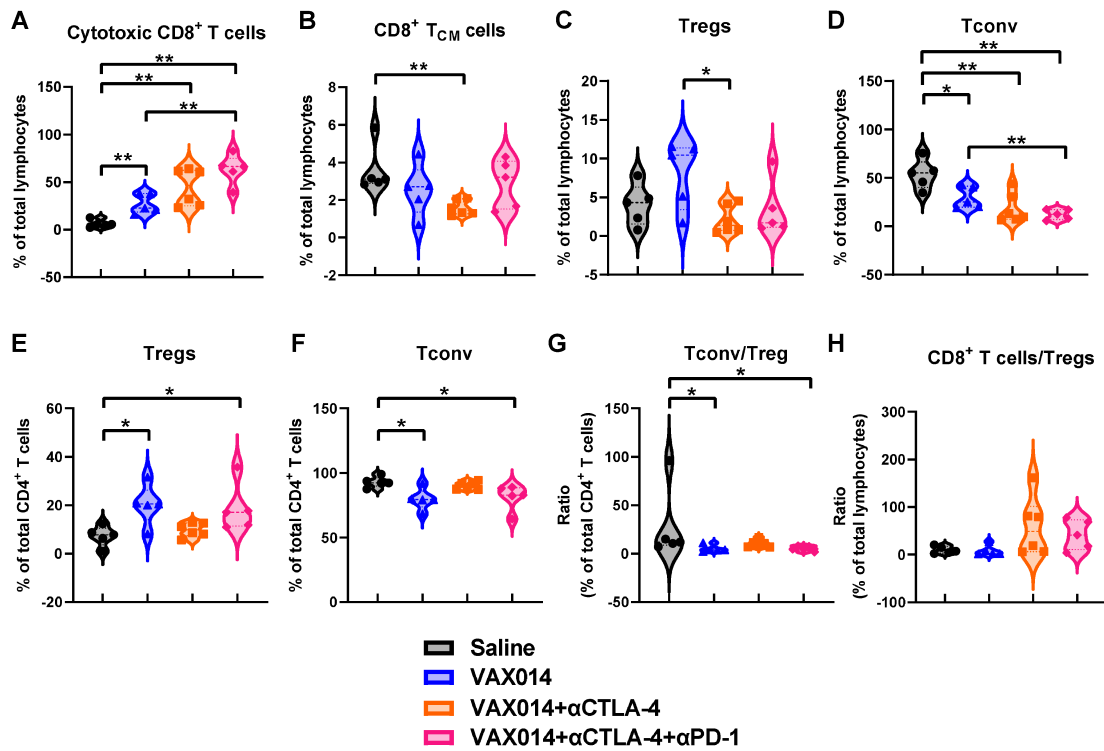 A
Cytotoxic CD8+ T cells
% of total lymphocytes
150
100
50
0
-50
**
**
**
**
B
CD8+ TCM cells
% of total lymphocytes
8
6
4
2
0
-2
**
C
Tregs
% of total lymphocytes
20
15
10
5
0
-5
*
D
Tconv
% of total lymphocytes
150
100
50
0
-50
**
**
*
**
E
Tregs
% of total CD4+ T cells
60
40
20
0
-20
*
*
F
Tconv
% of total CD4+ T cells
150
100
50
0
*
*
G
Tconv/Treg
Ratio
(% of total CD4+ T cells)
150
100
50
0
-50
*
*
H
CD8+ T cells/Tregs
Ratio
(% of total lymphocytes)
300
200
100
0
-100
Saline
VAX014
VAX014+αCTLA-4
VAX014+αCTLA-4+αPD-1